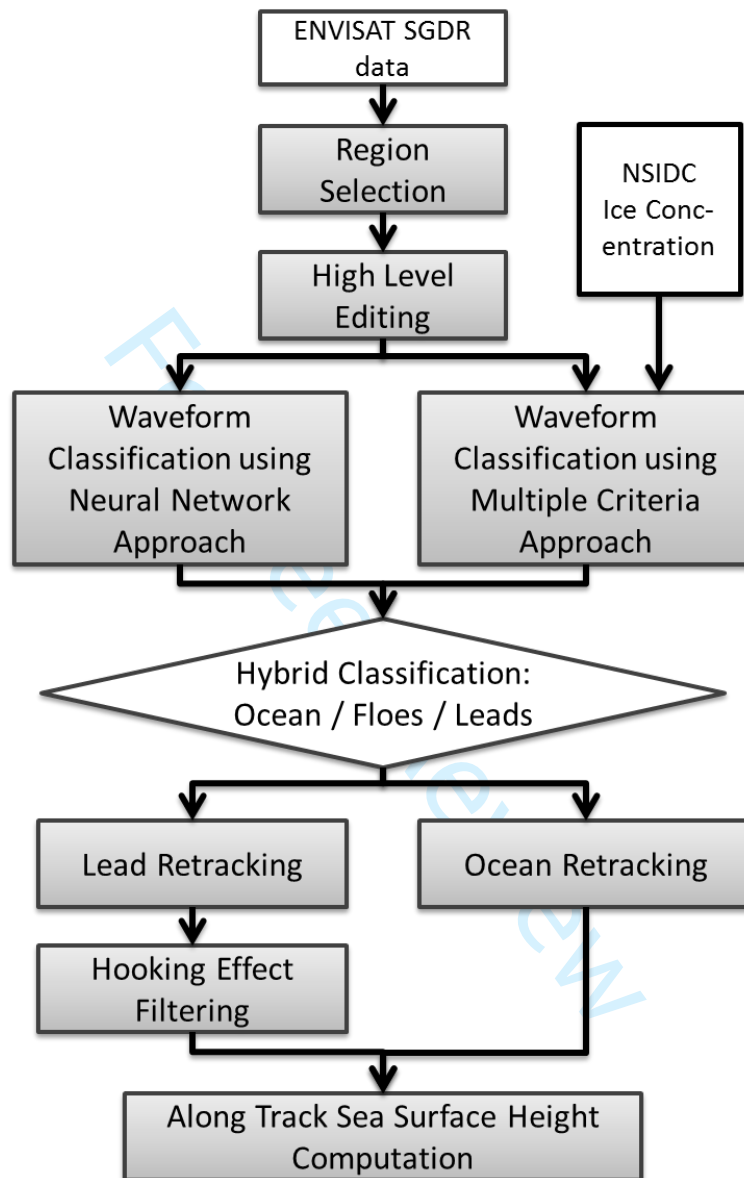 ENVISAT SGDR
data
Region
Selection
NSIDC
Ice Conc-
entration
High Level
Editing
Waveform
Classification using
Neural Network
Approach
Waveform
Classification using
Multiple Criteria
Approach
Hybrid Classification:
Ocean / Floes / Leads
Lead Retracking
Ocean Retracking
Hooking Effect
Filtering
Along Track Sea Surface Height
Computation